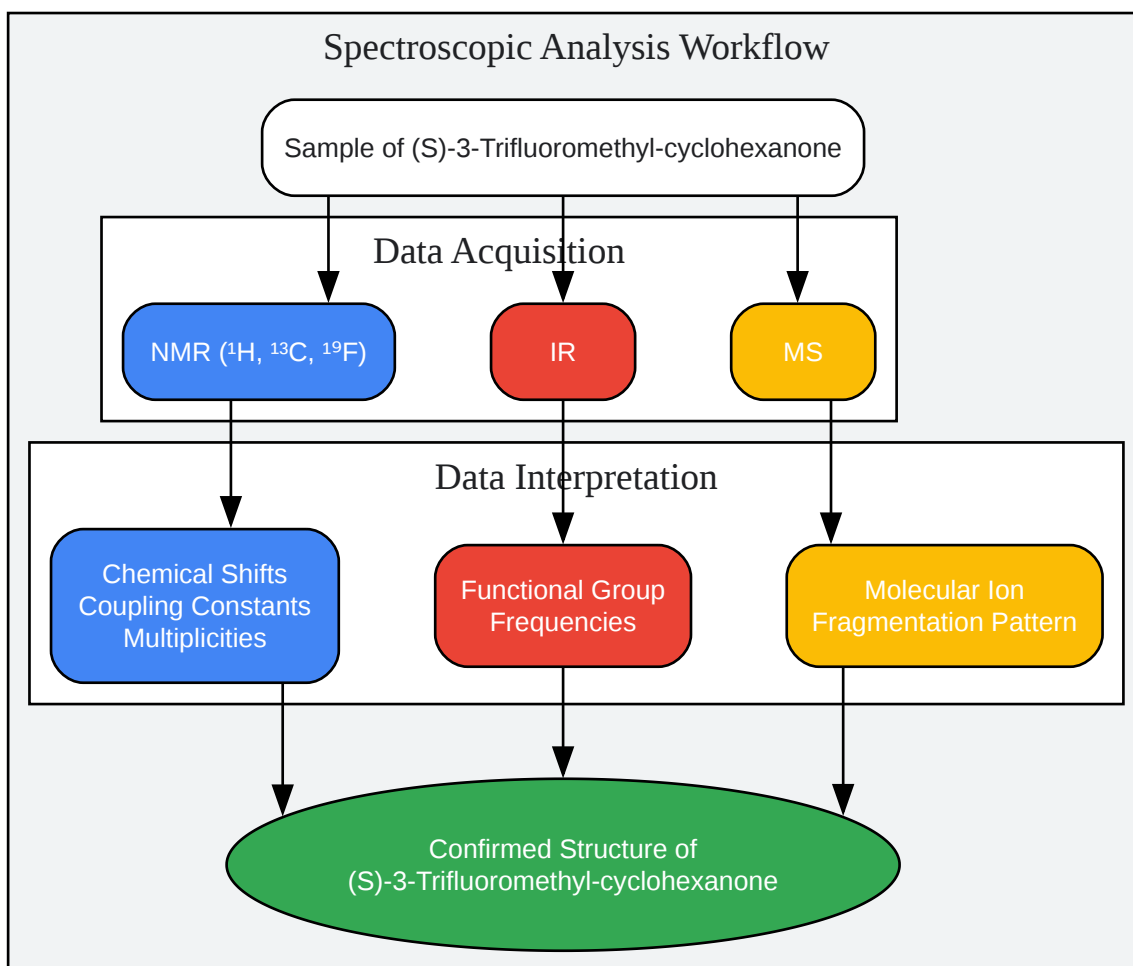 Spectroscopic Analysis Workflow
Sample of (S)-3-Trifluoromethyl-cyclohexanone
Data Acquisition
NMR (¹H, ¹³C, ¹⁹F)
IR
MS
Data Interpretation
Chemical Shifts
Coupling Constants
Multiplicities
Functional Group
Frequencies
Molecular Ion
Fragmentation Pattern
Confirmed Structure of
(S)-3-Trifluoromethyl-cyclohexanone